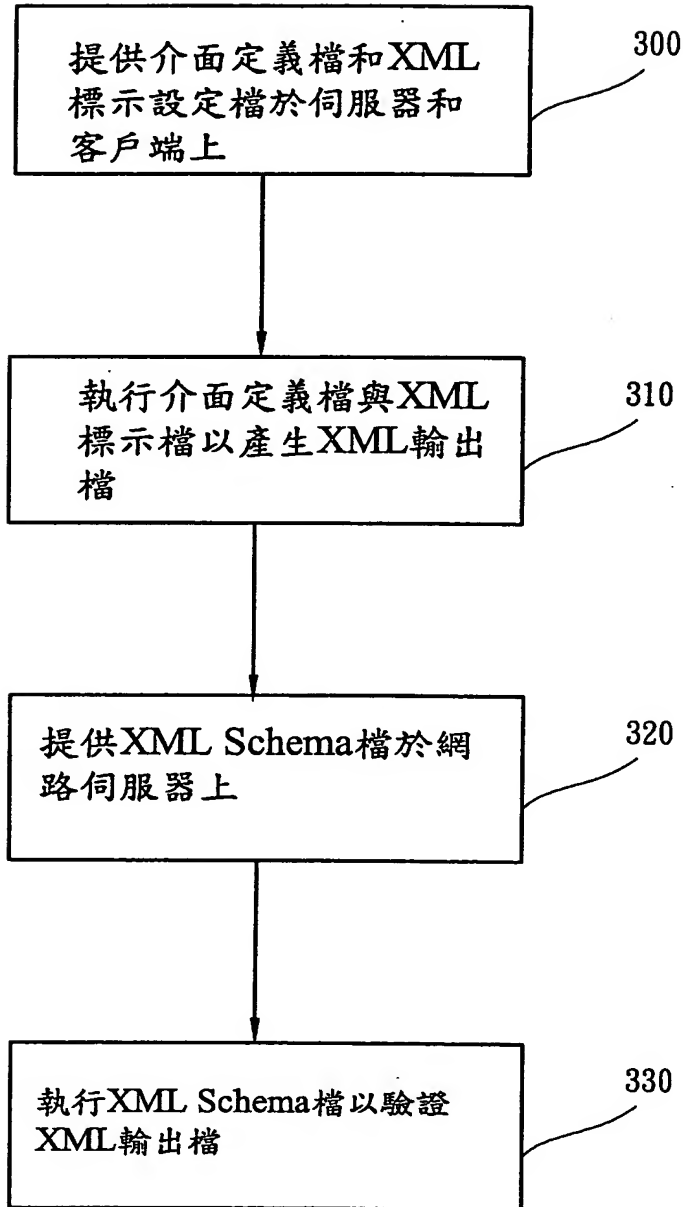 提供介面定義檔和XML
標示設定檔於伺服器和
客戶端上
300
執行介面定義檔與XML
標示檔以產生XML輸出
檔
310
提供XML Schema檔於網
路伺服器上
320
執行XML Schema檔以驗證
XML輸出檔
330